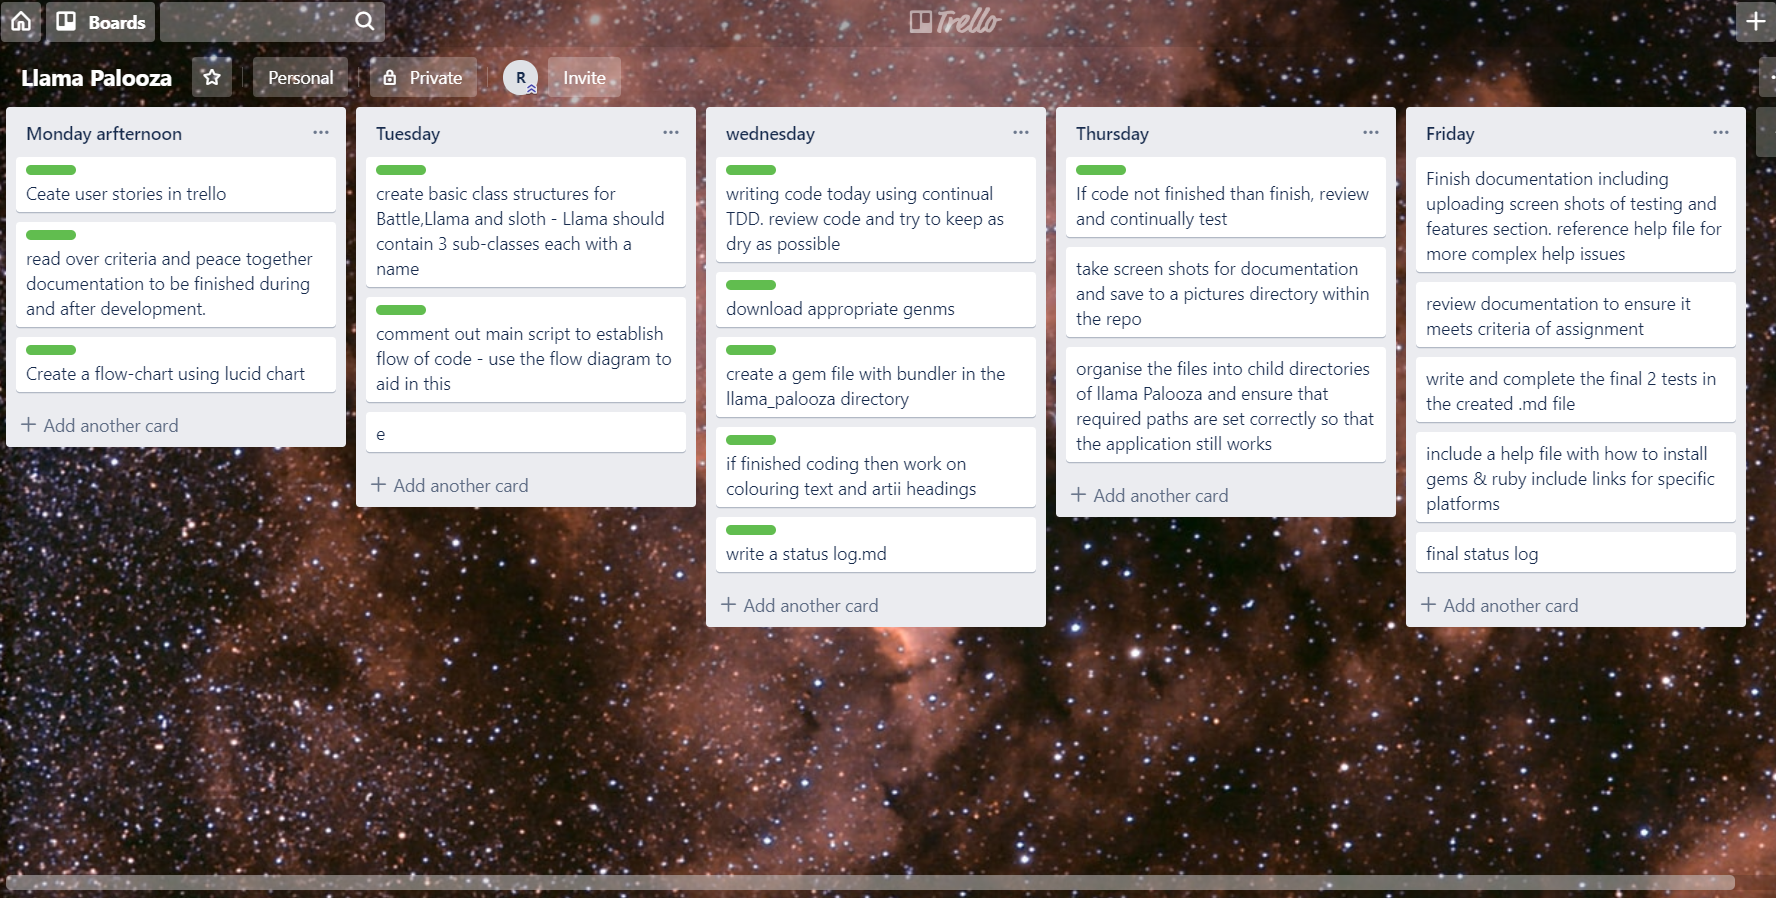 Boards
Trello
Llama Palooza
Personal
Private
R
Invite
Monday arfternoon
Ceate user stories in trello
read over criteria and peace together
documentation to be finished during
and after development.
Create a flow-chart using lucid chart
Add another card
Tuesday
create basic class structures for
Battle,Llama and sloth - Llama should
contain 3 sub-classes each with a
name
comment out main script to establish
flow of code - use the flow diagram to
aid in this
e
Add another card
wednesday
writing code today using continual
TDD. review code and try to keep as
dry as possible
download appropriate genms
create a gem file with bundler in the
llama_palooza directory
if finished coding then work on
colouring text and artii headings
write a status log.md
Add another card
Thursday
If code not finished than finish, review
and continually test
take screen shots for documentation
and save to a pictures directory within
the repo
organise the files into child directories
of llama Palooza and ensure that
required paths are set correctly so that
the application still works
Add another card
Friday
Finish documentation including
uploading screen shots of testing and
features section. reference help file for
more complex help issues
review documentation to ensure it
meets criteria of assignment
write and complete the final 2 tests in
the created .md file
include a help file with how to install
gems & ruby include links for specific
platforms
final status log
Add another card